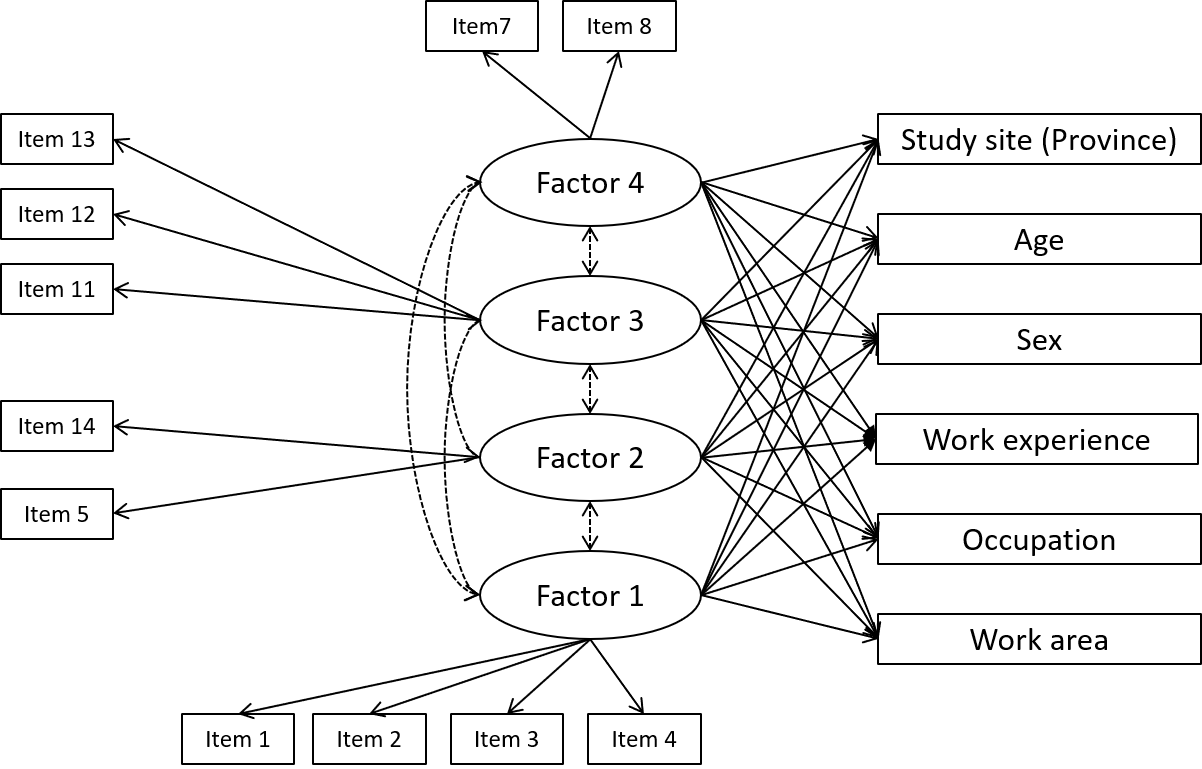 Item7
Item 8
Item 13
Item 12
Item 11
Item 14
Item 5
Factor 4
Factor 3
Factor 2
Factor 1
Study site (Province)
Age
Sex
Work experience
Occupation
Work area
Item 1
Item 2
Item 3
Item 4